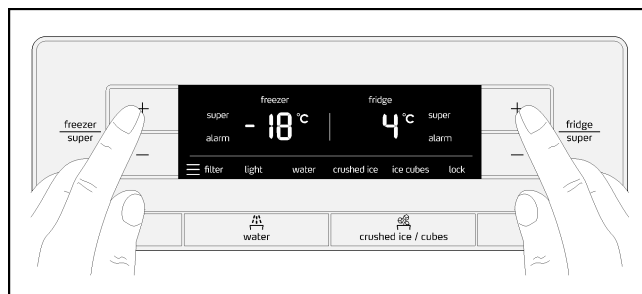 freezer fridge
super - 18 °C 4 °C super
alarm alarm
filter light water crushed ice ice cubes lock
+ +
freezer fridge
super super
- -
water crushed ice / cubes